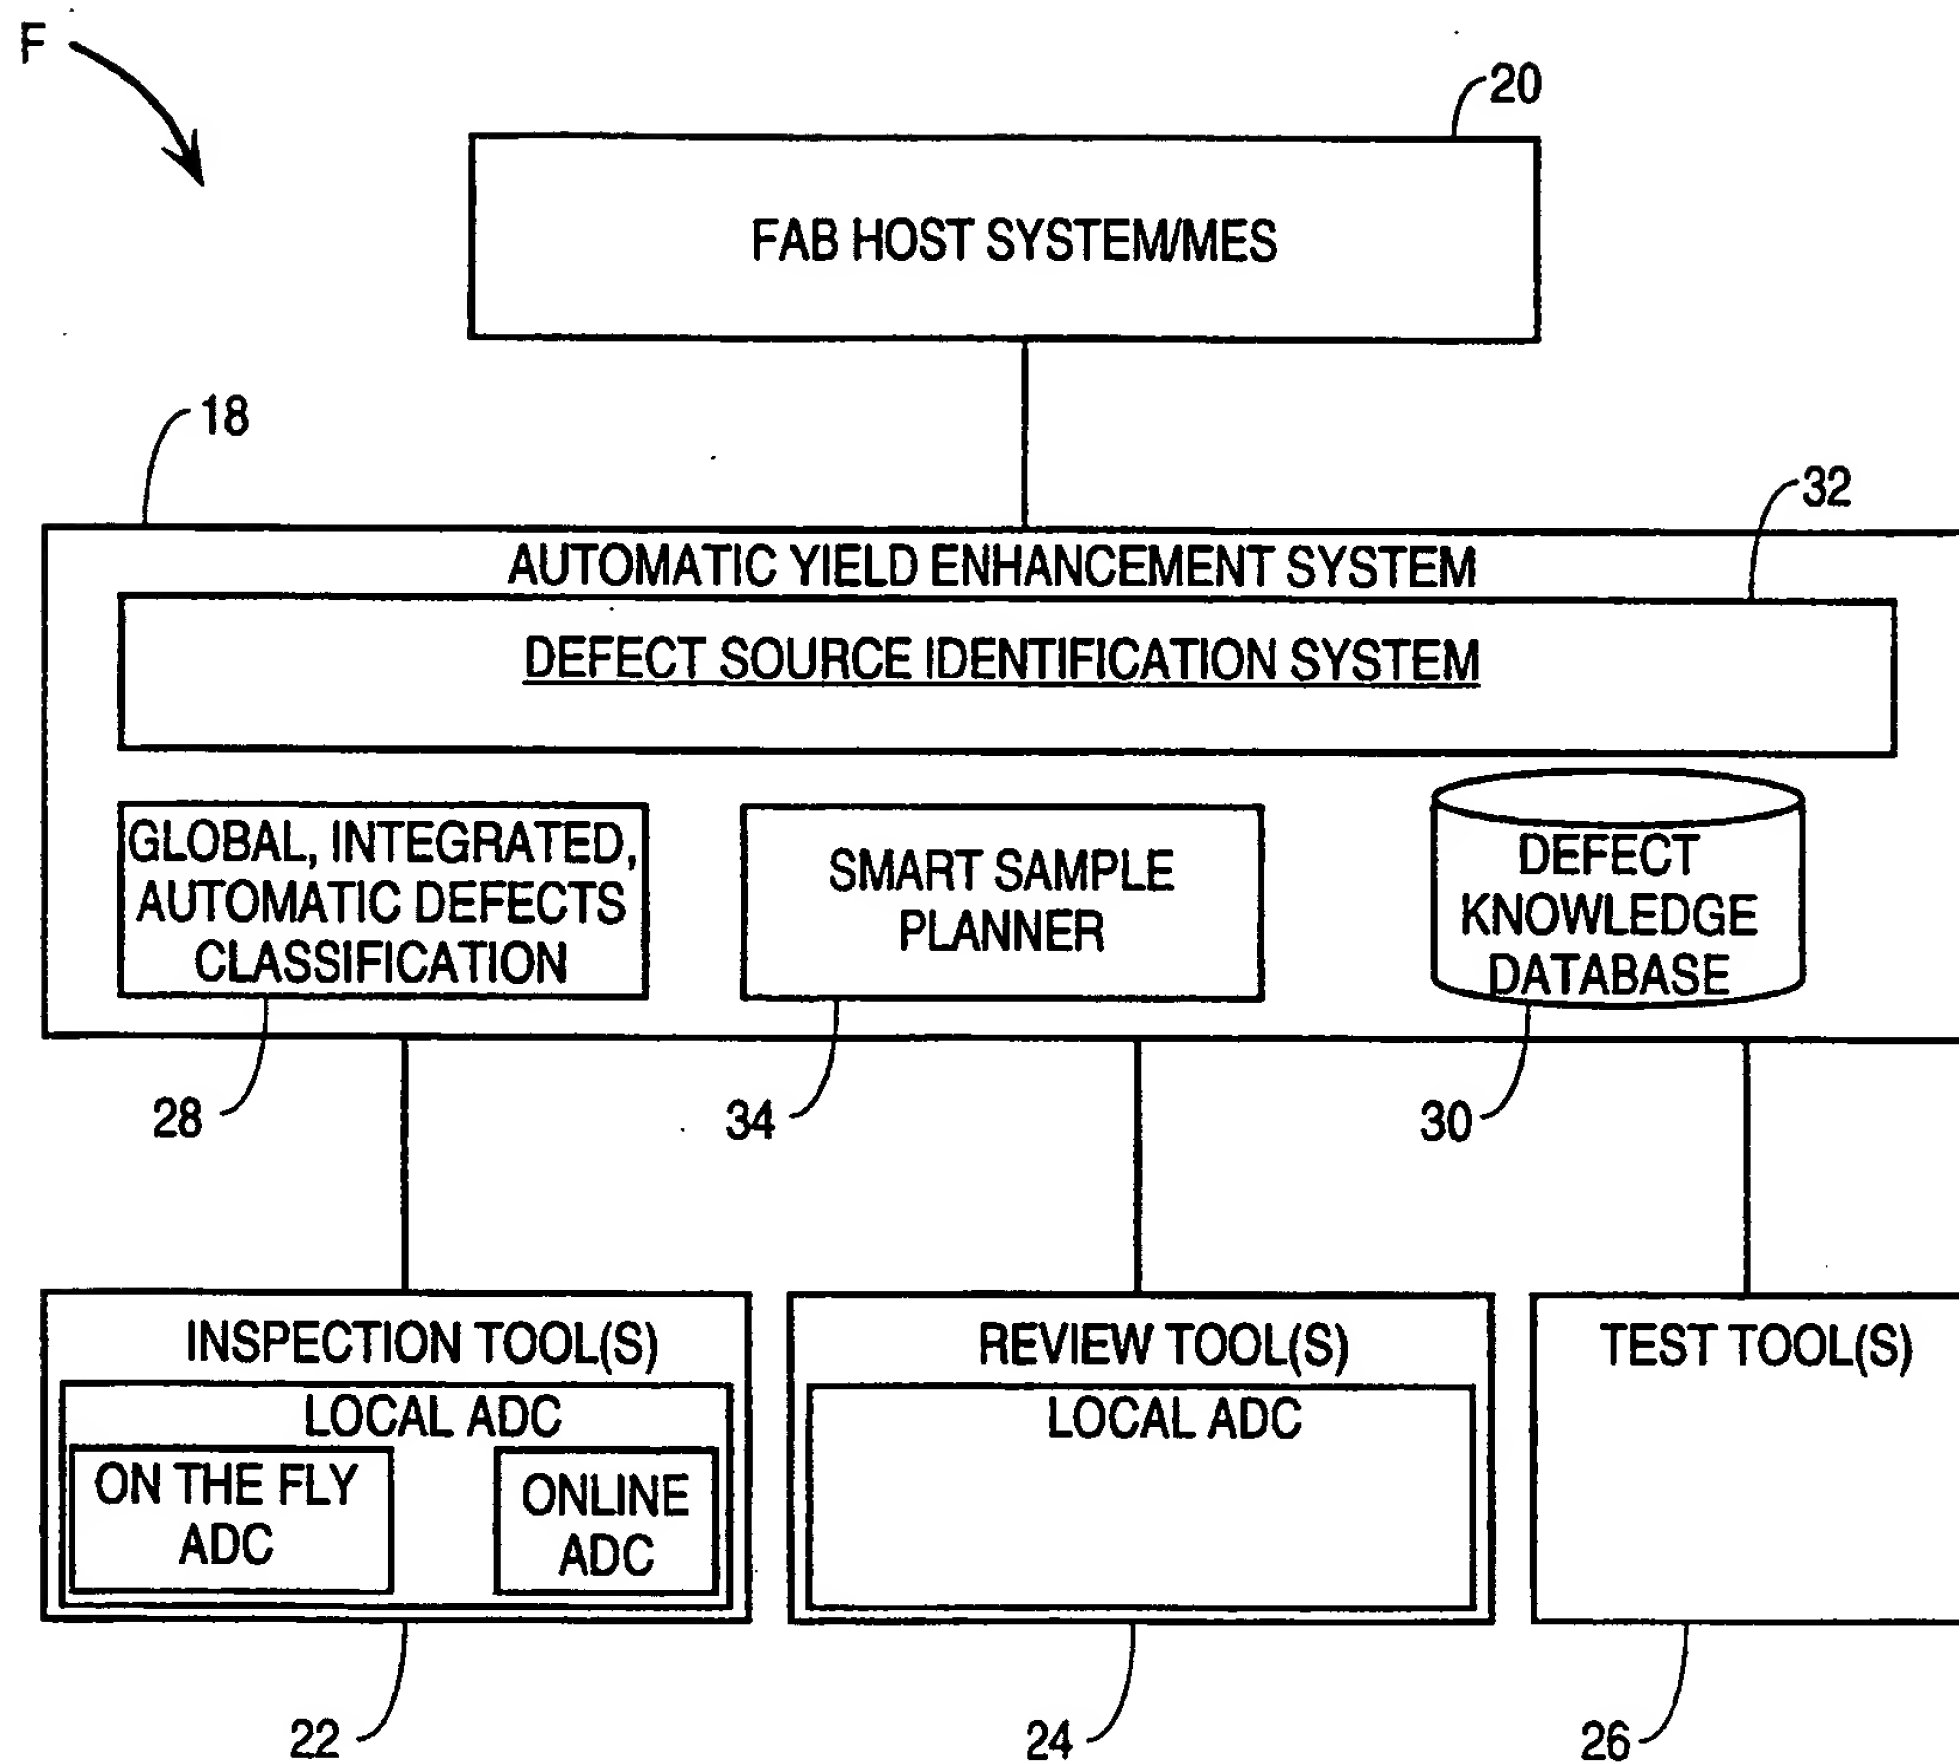 F
20
FAB HOST SYSTEM/MES
18
32
AUTOMATIC YIELD ENHANCEMENT SYSTEM
DEFECT SOURCE IDENTIFICATION SYSTEM
GLOBAL, INTEGRATED,
AUTOMATIC DEFECTS
CLASSIFICATION
SMART SAMPLE
PLANNER
DEFECT
KNOWLEDGE
DATABASE
28
34
30
INSPECTION TOOL(S)
LOCAL ADC
ON THE FLY
ADC
ONLINE
ADC
REVIEW TOOL(S)
LOCAL ADC
TEST TOOL(S)
22
24
26